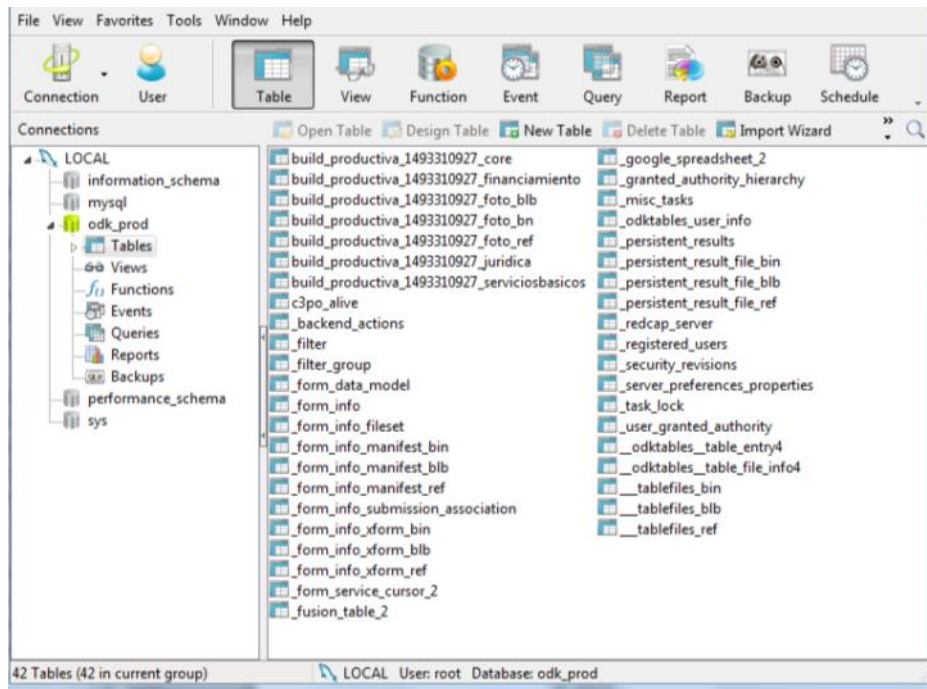 File View Favorites Tools Window Help
Connection User Table View Function Event Query Report Backup Schedule
Connections
Open Table Design Table New Table Delete Table Import Wizard
LOCAL
information_schema
mysql
odk_prod
Tables
Views
Functions
Events
Queries
Reports
Backups
performance_schema
sys
build_productiva_1493310927_core
build_productiva_1493310927_financiamiento
build_productiva_1493310927_foto_blb
build_productiva_1493310927_foto_bn
build_productiva_1493310927_foto_ref
build_productiva_1493310927_juridica
build_productiva_1493310927_serviciosbasicos
c3po_alive
_backend_actions
_filter
_filter_group
_form_data_model
_form_info
_form_info_fileset
_form_info_manifest_bin
_form_info_manifest_blb
_form_info_manifest_ref
_form_info_submission_association
_form_info_xform_bin
_form_info_xform_blb
_form_info_xform_ref
_form_service_cursor_2
_fusion_table_2
_google_spreadsheet_2
_granted_authority_hierarchy
_misc_tasks
_odktables_user_info
_persistent_results
_persistent_result_file_bin
_persistent_result_file_blb
_persistent_result_file_ref
_redcap_server
_registered_users
_security_revisions
_server_preferences_properties
_task_lock
_user_granted_authority
__odktables__table_entry4
__odktables__table_file_info4
___tablefiles_bin
___tablefiles_blb
___tablefiles_ref
42 Tables (42 in current group) LOCAL User: root Database: odk_prod